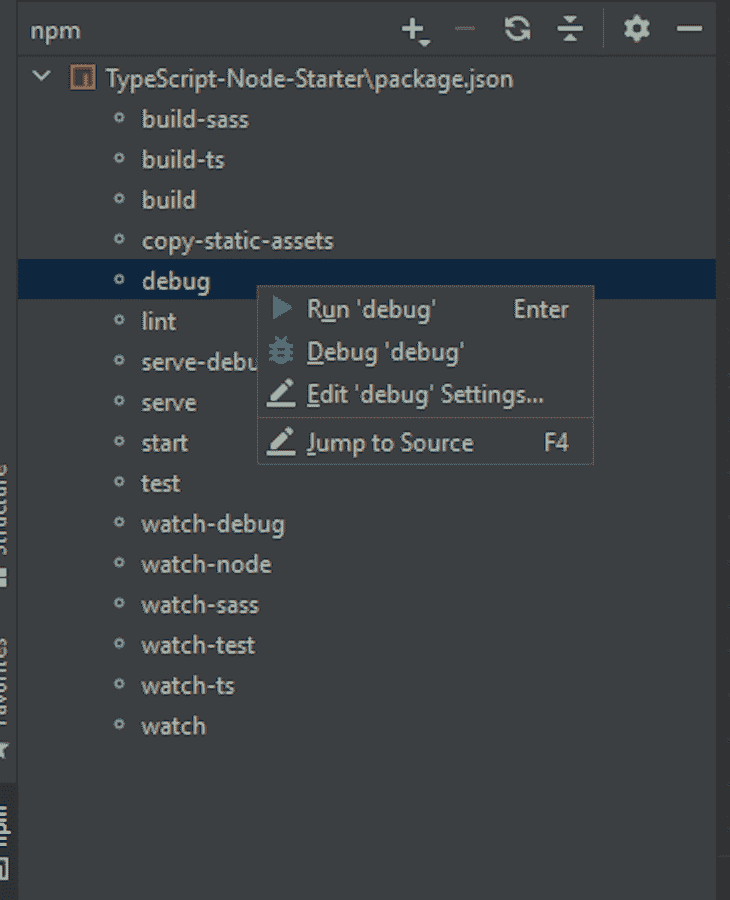 npm
TypeScript-Node-Starter\package.json
build-sass
build-ts
build
copy-static-assets
debug
Run 'debug' Enter
lint
Debug 'debug'
serve-debu
Edit 'debug' Settings...
serve
start
Jump to Source F4
test
watch-debug
watch-node
watch-sass
watch-test
watch-ts
watch
Structure
Favorites
npm